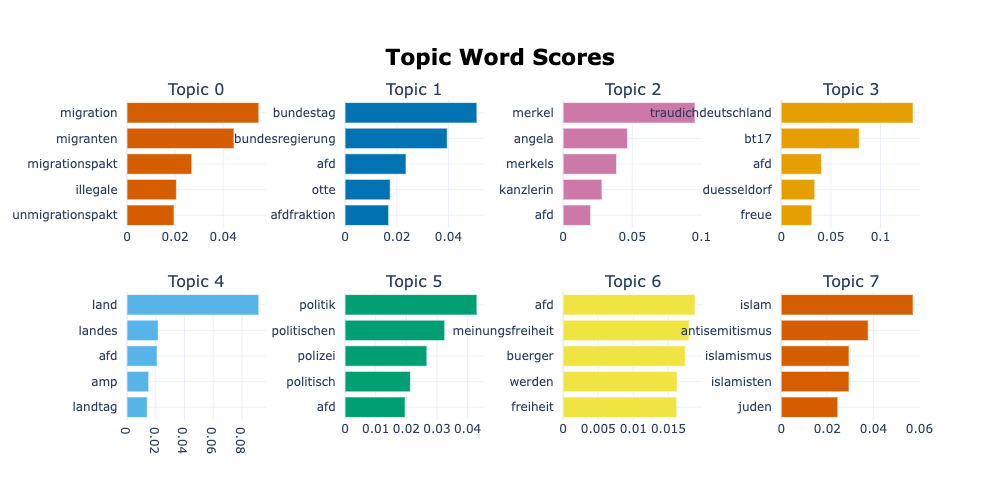 Topic Word Scores
Topic 0
migration
migranten
migrationspakt
illegale
unmigrationspakt
0 0.02 0.04
Topic 1
bundestag
bundesregierung
afd
otte
afdfraktion
0 0.02 0.04
Topic 2
merkel
angela
merkels
kanzlerin
afd
0 0.05 0.1
Topic 3
traudichdeutschland
bt17
afd
duesseldorf
freue
0 0.05 0.1
Topic 4
land
landes
afd
amp
landtag
0 0.02 0.04 0.06 0.08
Topic 5
politik
politischen
polizei
politisch
afd
0 0.01 0.02 0.03 0.04
Topic 6
afd
meinungsfreiheit
buerger
werden
freiheit
0 0.005 0.01 0.015
Topic 7
islam
antisemitismus
islamismus
islamisten
juden
0 0.02 0.04 0.06